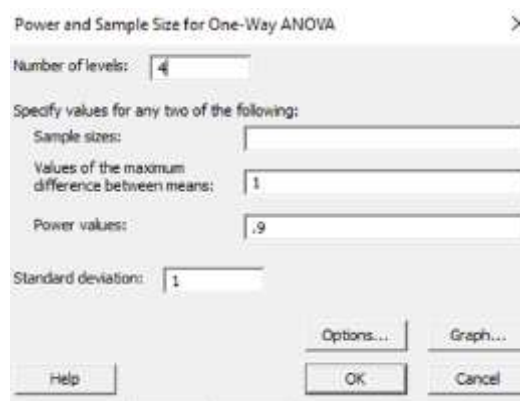 Power and Sample Size for One-Way ANOVA
Number of levels: 4
Specify values for any two of the following:
Sample sizes:
Values of the maximum
difference between means: 1
Power values: .9
Standard deviation: 1
Options... Graph...
Help OK Cancel